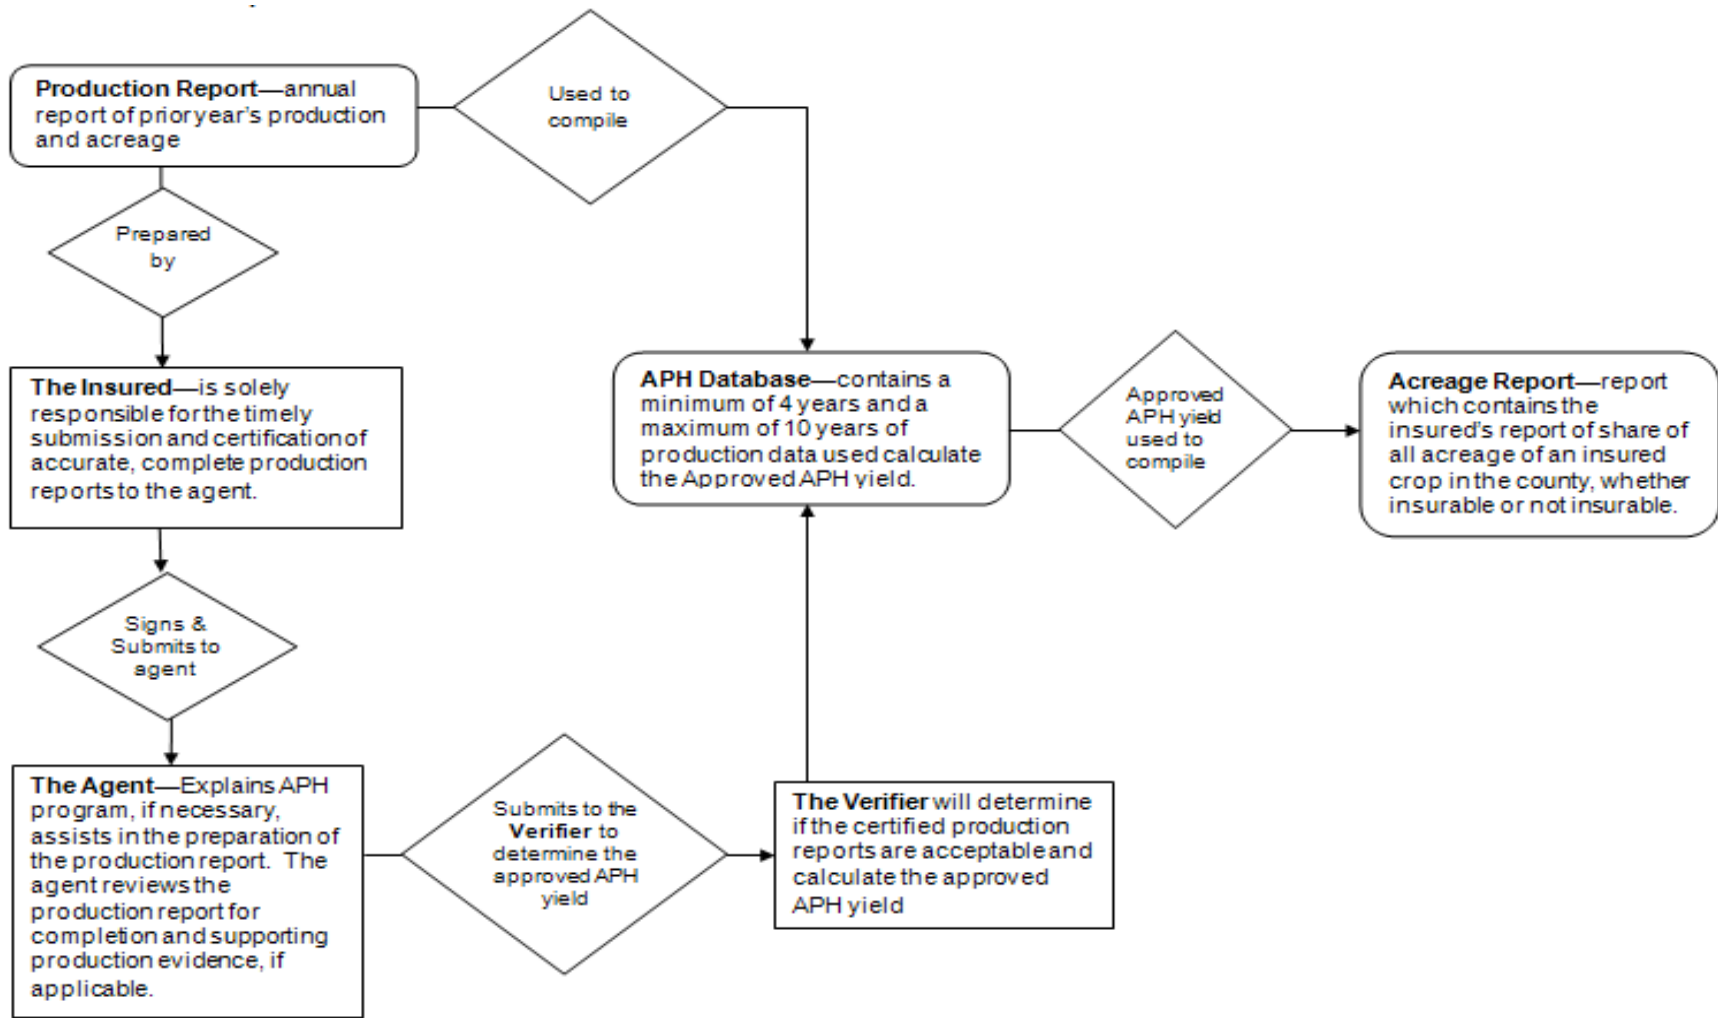 Production Report—annual
report of prior year's production
and acreage
Used to
compile
Prepared
by
The Insured—is solely
responsible for the timely
submission and certification of
accurate, complete production
reports to the agent.
APH Database—contains a
minimum of 4 years and a
maximum of 10 years of
production data used calculate
the Approved APH yield.
Approved
APH yield
used to
compile
Acreage Report—report
which contains the
insured's report of share of
all acreage of an insured
crop in the county, whether
insurable or not insurable.
Signs &
Submits to
agent
The Agent—Explains APH
program, if necessary,
assists in the preparation of
the production report. The
agent reviews the
production report for
completion and supporting
production evidence, if
applicable.
Submits to the
Verifier to
determine the
approved APH
yield
The Verifier will determine
if the certified production
reports are acceptable and
calculate the approved
APH yield